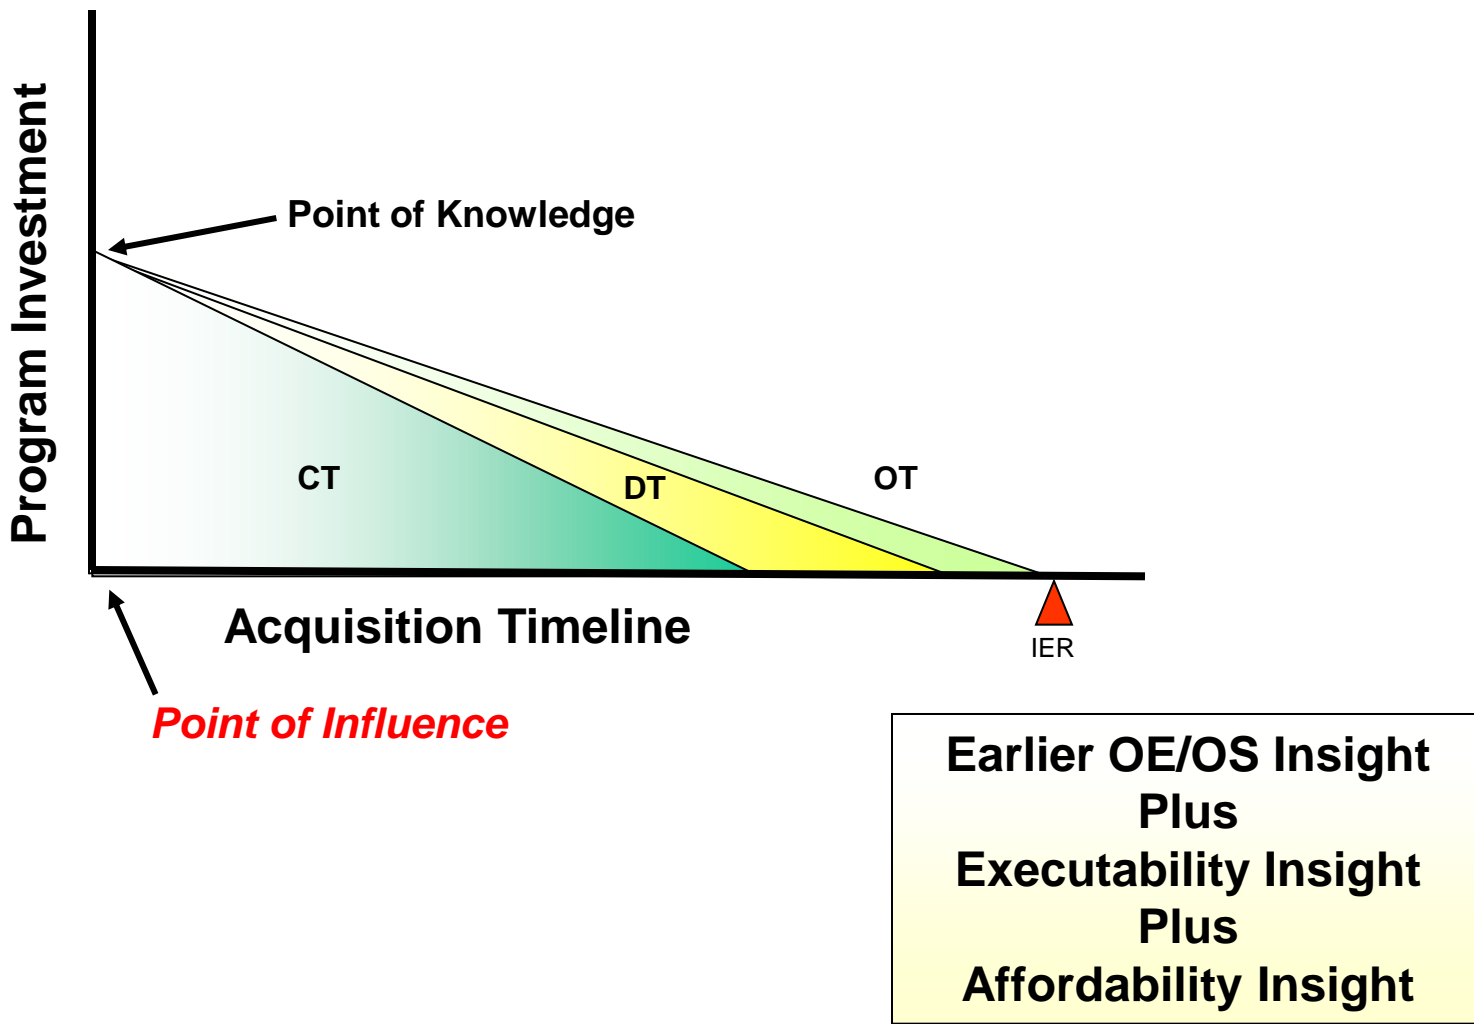 Program Investment
Point of Knowledge
CT
DT
OT
Acquisition Timeline
IER
Point of Influence
Earlier OE/OS Insight
Plus
Executability Insight
Plus
Affordability Insight